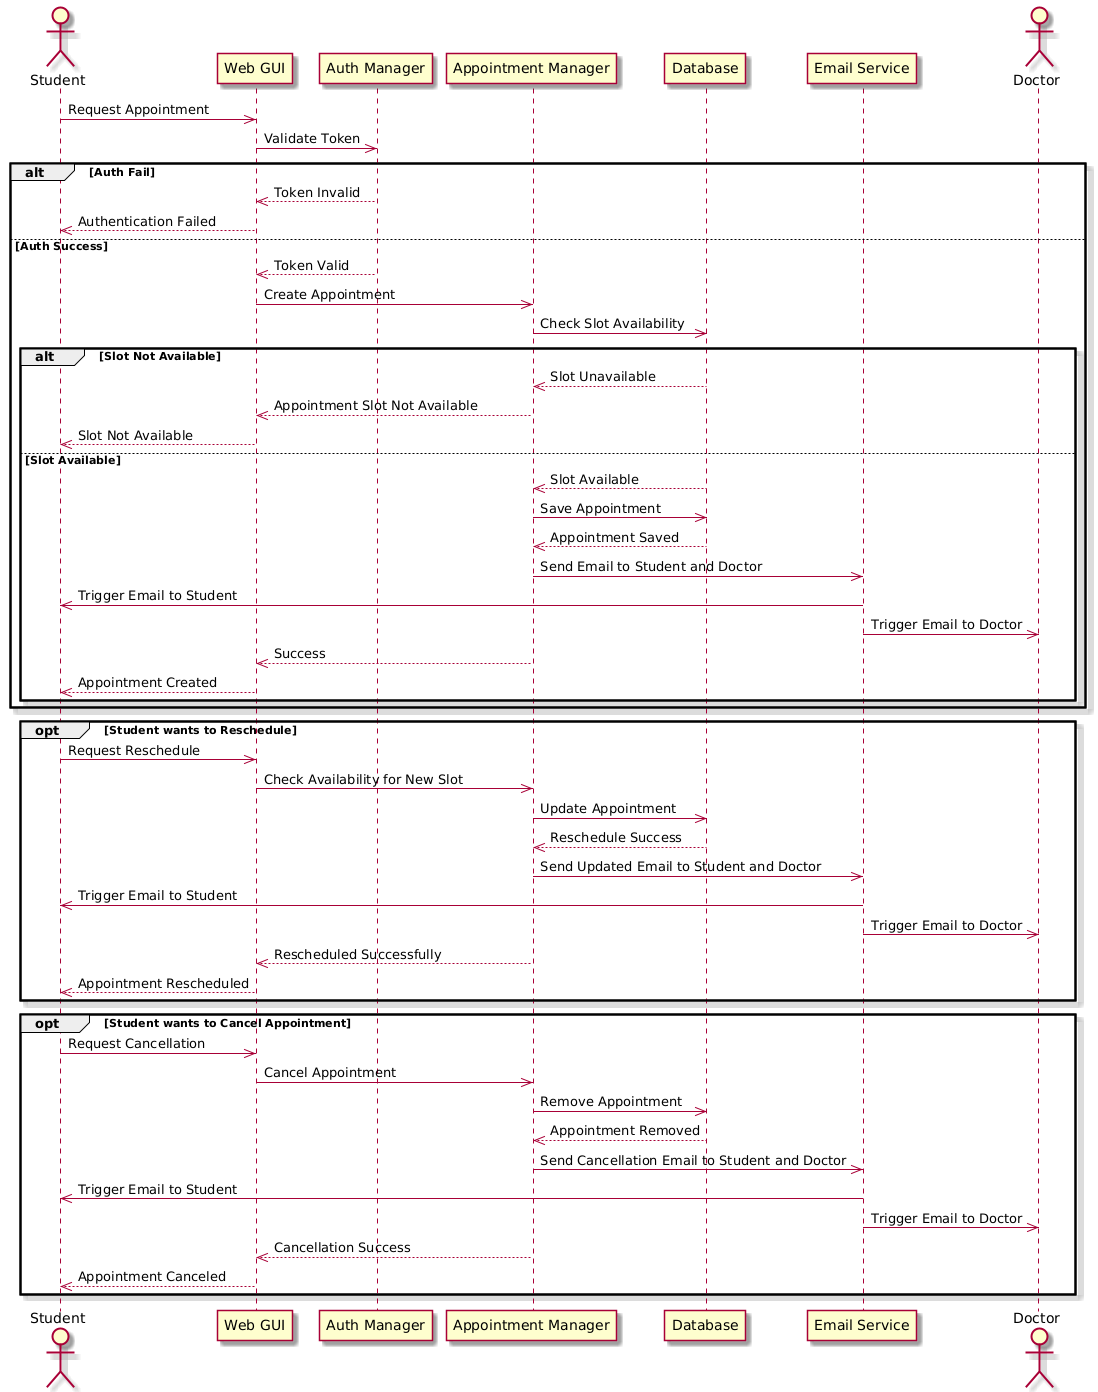 Student
Web GUI
Auth Manager
Appointment Manager
Database
Email Service
Doctor
Request Appointment
Validate Token
alt
[Auth Fail]
Token Invalid
Authentication Failed
[Auth Success]
Token Valid
Create Appointment
Check Slot Availability
alt
[Slot Not Available]
Slot Unavailable
Appointment Slot Not Available
Slot Not Available
[Slot Available]
Slot Available
Save Appointment
Appointment Saved
Send Email to Student and Doctor
Trigger Email to Student
Trigger Email to Doctor
Success
Appointment Created
opt
[Student wants to Reschedule]
Request Reschedule
Check Availability for New Slot
Update Appointment
Reschedule Success
Send Updated Email to Student and Doctor
Trigger Email to Student
Trigger Email to Doctor
Rescheduled Successfully
Appointment Rescheduled
opt
[Student wants to Cancel Appointment]
Request Cancellation
Cancel Appointment
Remove Appointment
Appointment Removed
Send Cancellation Email to Student and Doctor
Trigger Email to Student
Trigger Email to Doctor
Cancellation Success
Appointment Canceled
Student
Web GUI
Auth Manager
Appointment Manager
Database
Email Service
Doctor